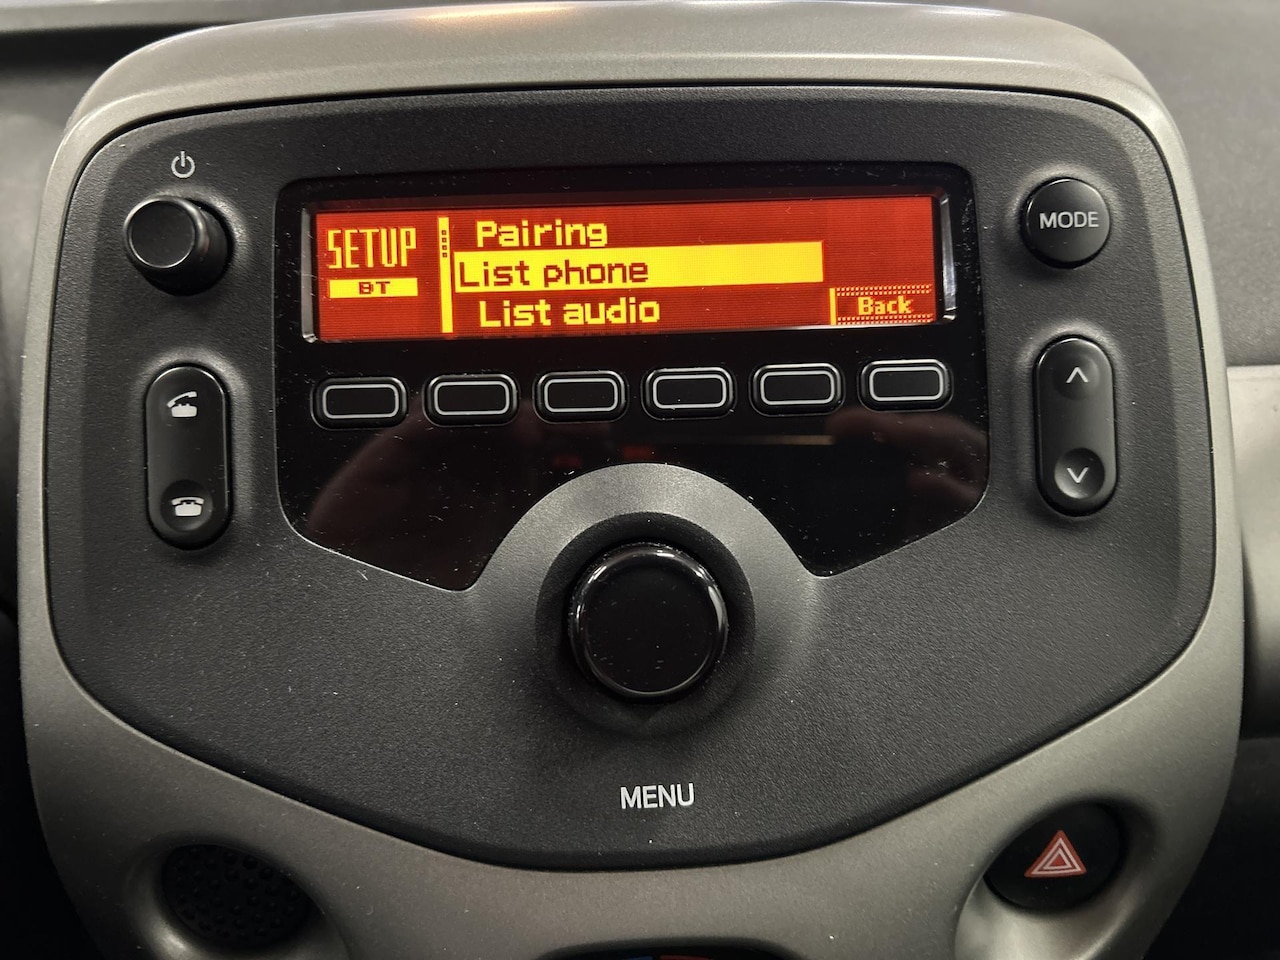 MODE
SETUP
BT
Pairing
List phone
List audio
Back
MENU